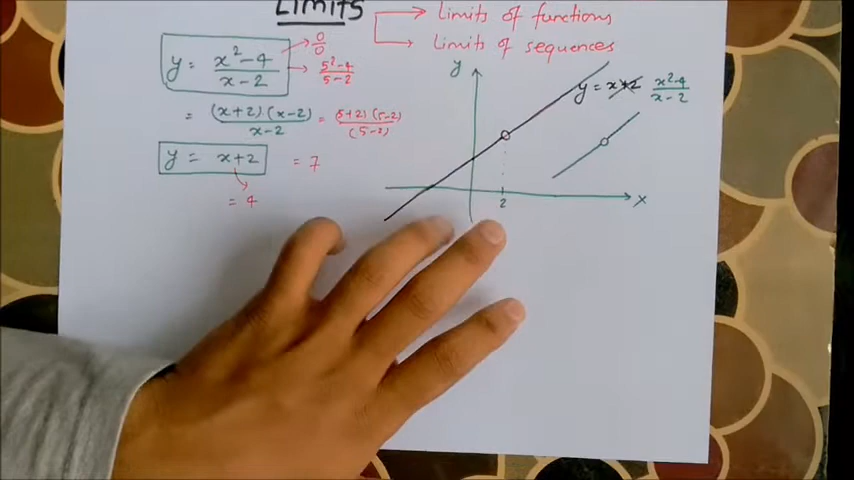 Limits
Limits of functions
Limits of sequences
y = x²-4 / x-2
0/0
5²-4 / 5-2
= (x+2)(x-2) / x-2 = (5+2)(5-2) / (5-2)
y = x+2 = 7
= 4
y
y = x+2 x²-4 / x-2
2
x